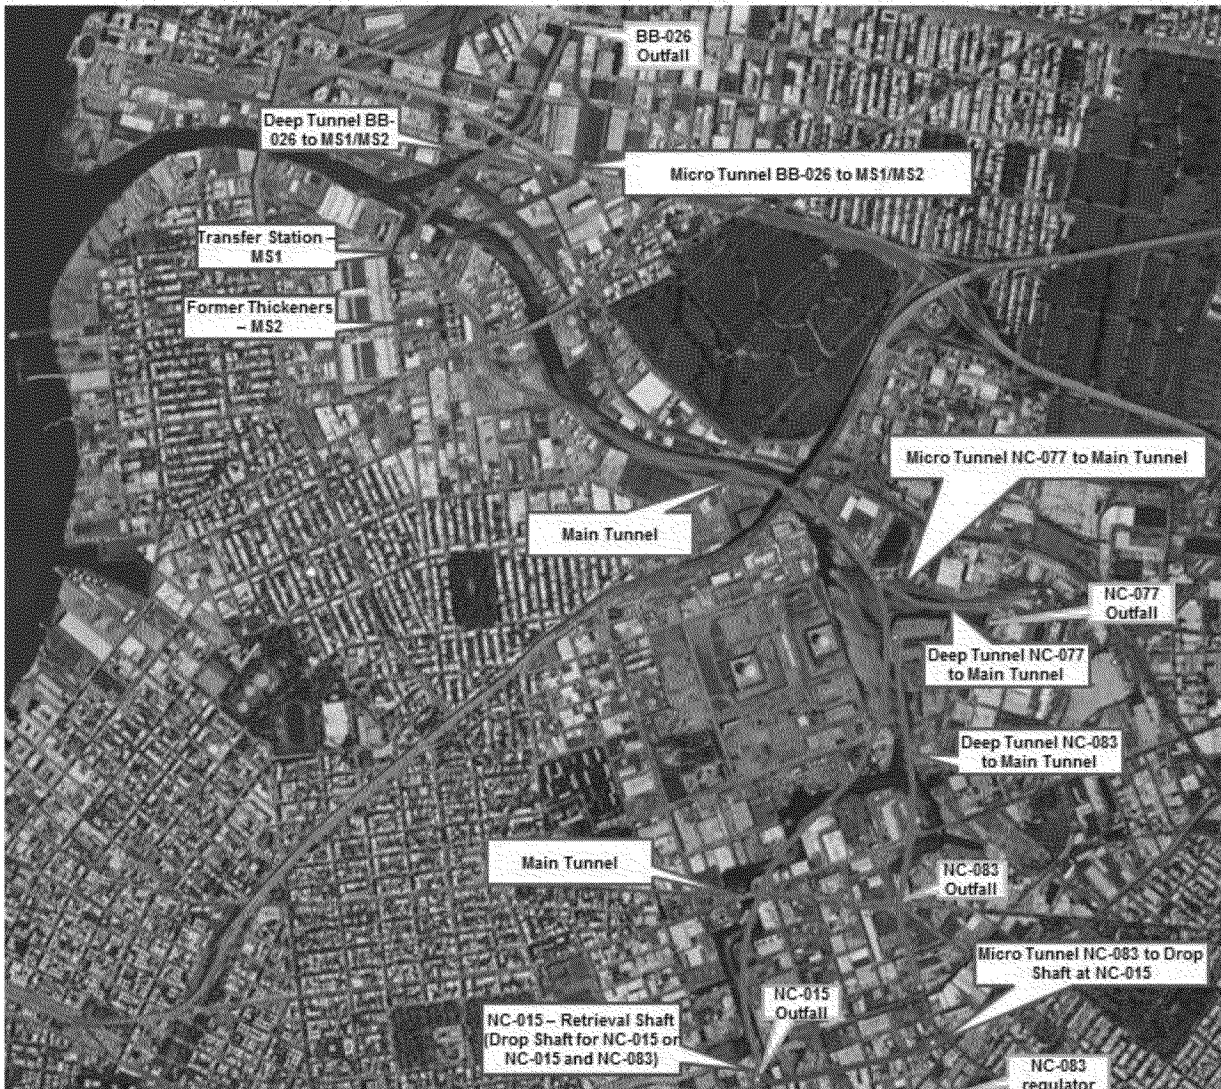 BB-026
Outfall
Deep Tunnel BB-
026 to MS1/MS2
Micro Tunnel BB-026 to MS1/MS2
Transfer Station –
MS1
Former Thickeners
– MS2
Micro Tunnel NC-077 to Main Tunnel
Main Tunnel
NC-077
Outfall
Deep Tunnel NC-077
to Main Tunnel
Deep Tunnel NC-083
to Main Tunnel
Main Tunnel
NC-083
Outfall
Micro Tunnel NC-083 to Drop
Shaft at NC-015
NC-015
Outfall
NC-015 – Retrieval Shaft
(Drop Shaft for NC-015 or
NC-015 and NC-083)
NC-083
regulator